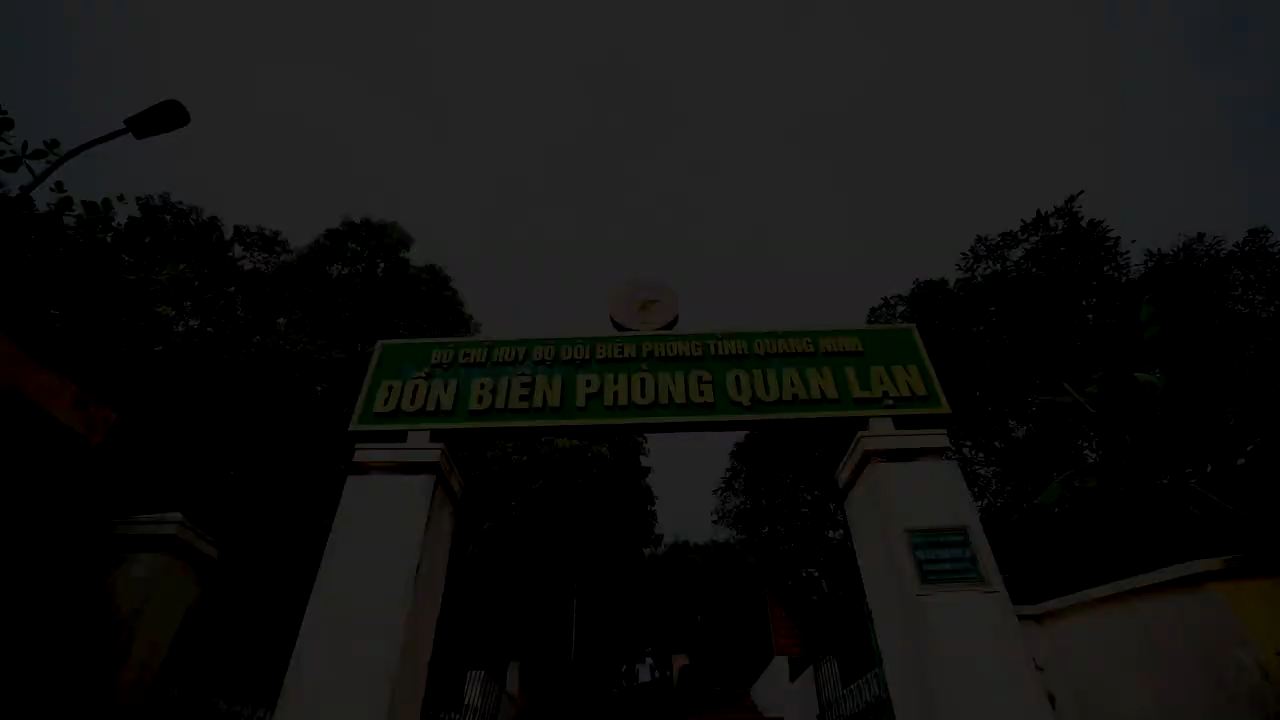 BỘ CHỈ HUY BỘ ĐỘI BIÊN PHÒNG TỈNH QUẢNG NINH
ĐỒN BIÊN PHÒNG QUAN LẠN